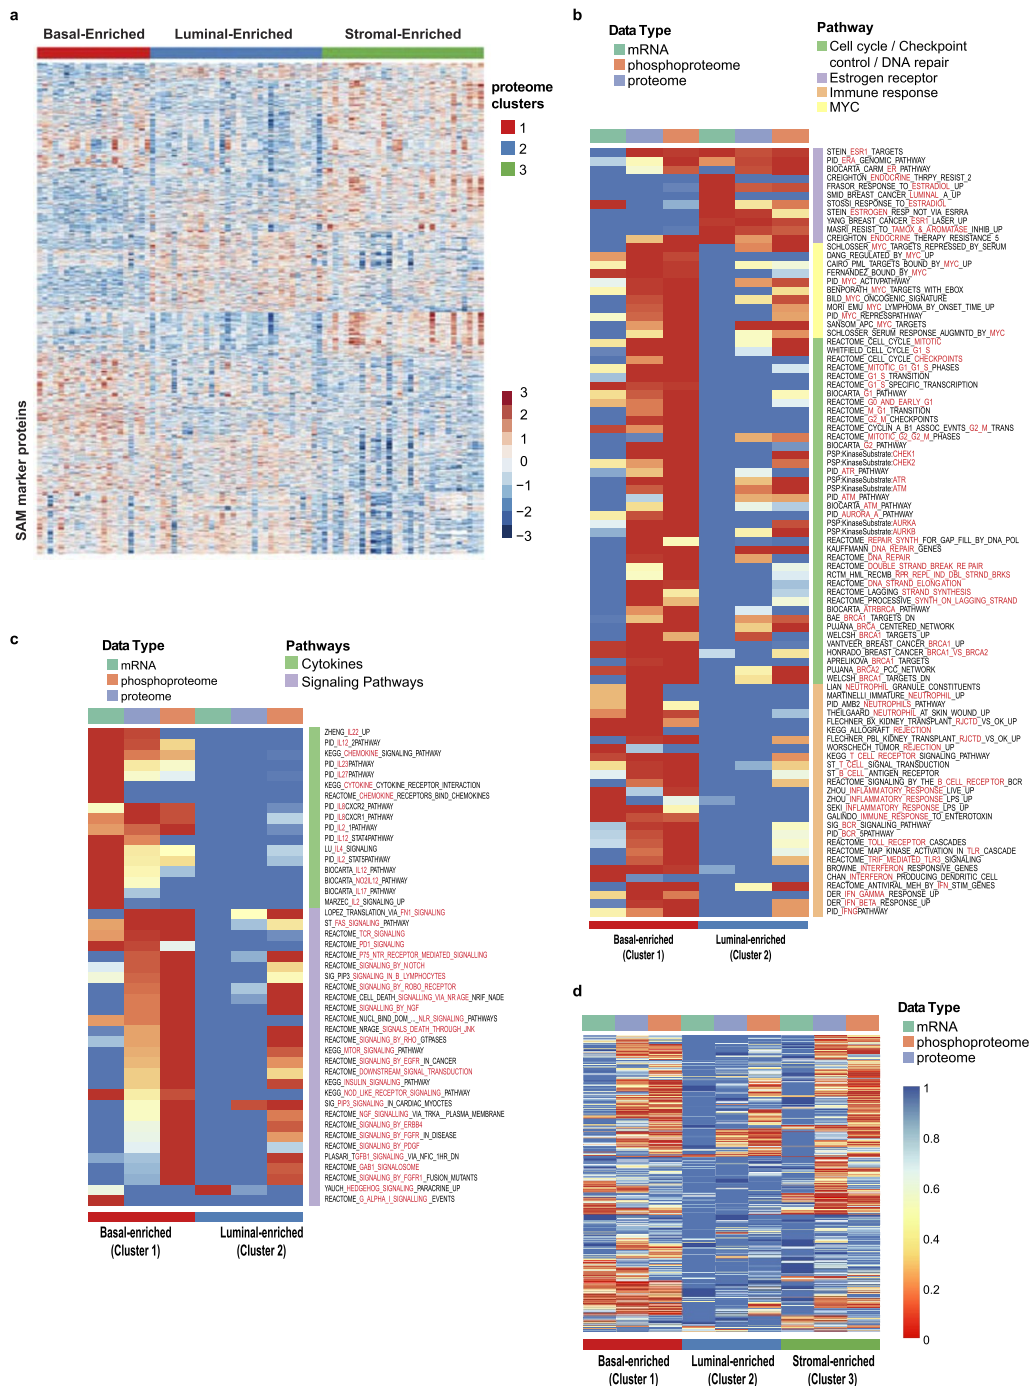 a
Basal-Enriched
Luminal-Enriched
Stromal-Enriched
proteome
clusters
1
2
3
3
2
1
0
−1
−2
−3
SAM marker proteins
b
Data Type
mRNA
phosphoproteome
proteome
Pathway
Cell cycle / Checkpoint
control / DNA repair
Estrogen receptor
Immune response
MYC
STEIN_ESR1_TARGETS
PID_ERA_GENOMIC_PATHWAY
BIOCARTA_CARM_ER_PATHWAY
CREIGHTON_ENDOCRINE_THRPY_RESIST_2
FRASOR_RESPONSE_TO_ESTRADIOL_UP
SMID_BREAST_CANCER_LUMINAL_A_UP
STOSSI_RESPONSE_TO_ESTRADIOL
STEIN_ESTROGEN_RESP_NOT_VIA_ESRRA
YANG_BREAST_CANCER_ESR1_LASER_UP
MASRI_RESIST_TO_TAMOX_&_AROMATASE_INHIB_UP
CREIGHTON_ENDOCRINE_THERAPY_RESISTANCE_5
SCHLOSSER_MYC_TARGETS_REPRESSED_BY_SERUM
DANG_REGULATED_BY_MYC_UP
CAIRO_PML_TARGETS_BOUND_BY_MYC_UP
FERNANDEZ_BOUND_BY_MYC
PID_MYC_ACTIVPATHWAY
BENPORATH_MYC_TARGETS_WITH_EBOX
BILD_MYC_ONCOGENIC_SIGNATURE
MORI_EMU_MYC_LYMPHOMA_BY_ONSET_TIME_UP
PID_MYC_REPRESSPATHWAY
SANSOM_APC_MYC_TARGETS
SCHLOSSER_SERUM_RESPONSE_AUGMNTD_BY_MYC
REACTOME_CELL_CYCLE_MITOTIC
WHITFIELD_CELL_CYCLE_G1_S
REACTOME_CELL_CYCLE_CHECKPOINTS
REACTOME_MITOTIC_G1_G1_S_PHASES
REACTOME_G1_S_TRANSITION
REACTOME_G1_S_SPECIFIC_TRANSCRIPTION
BIOCARTA_G1_PATHWAY
REACTOME_G0_AND_EARLY_G1
REACTOME_M_G1_TRANSITION
REACTOME_G2_M_CHECKPOINTS
REACTOME_CYCLIN_A_B1_ASSOC_EVNTS_G2_M_TRANS
REACTOME_MITOTIC_G2_G2_M_PHASES
BIOCARTA_G2_PATHWAY
PSP:KinaseSubstrate:CHEK1
PSP:KinaseSubstrate:CHEK2
PID_ATR_PATHWAY
PSP:KinaseSubstrate:ATR
PSP:KinaseSubstrate:ATM
PID_ATM_PATHWAY
BIOCARTA_ATM_PATHWAY
PID_AURORA_A_PATHWAY
PSP:KinaseSubstrate:AURKA
PSP:KinaseSubstrate:AURKB
REACTOME_REPAIR_SYNTH_FOR_GAP_FILL_BY_DNA_POL
KAUFFMANN_DNA_REPAIR_GENES
REACTOME_DNA_REPAIR
REACTOME_DOUBLE_STRAND_BREAK_RE PAIR
RCTM_HML_RECMB_RPR_REPL_IND_DBL_STRND_BRKS
REACTOME_DNA_STRAND_ELONGATION
REACTOME_LAGGING_STRAND_SYNTHESIS
REACTOME_PROCESSIVE_SYNTH_ON_LAGGING_STRAND
BIOCARTA_ATRBRCA_PATHWAY
BAE_BRCA1_TARGETS_DN
PUJANA_BRCA_CENTERED_NETWORK
WELCSH_BRCA1_TARGETS_UP
VANTVEER_BREAST_CANCER_BRCA1_UP
HONRADO_BREAST_CANCER_BRCA1_VS_BRCA2
APRELIKOVA_BRCA1_TARGETS
PUJANA_BRCA2_PCC_NETWORK
WELCSH_BRCA1_TARGETS_DN
LIAN_NEUTROPHIL_GRANULE_CONSTITUENTS
MARTINELLI_IMMATURE_NEUTROPHIL_UP
PID_AMB2_NEUTROPHILS_PATHWAY
THEILGAARD_NEUTROPHIL_AT_SKIN_WOUND_UP
FLECHNER_BX_KIDNEY_TRANSPLANT_RJCTD_VS_OK_UP
KEGG_ALLOGRAFT_REJECTION
FLECHNER_PBL_KIDNEY_TRANSPLANT_RJCTD_VS_OK_UP
WORSCHECH_TUMOR_REJECTION_UP
KEGG_T_CELL_RECEPTOR_SIGNALING_PATHWAY
ST_T_CELL_SIGNAL_TRANSDUCTION
ST_B_CELL_ANTIGEN_RECEPTOR
REACTOME_SIGNALING_BY_THE_B_CELL_RECEPTOR_BCR
ZHOU_INFLAMMATORY_RESPONSE_LIVE_UP
ZHOU_INFLAMMATORY_RESPONSE_LPS_UP
SEKI_INFLAMMATORY_RESPONSE_LPS_UP
GALINDO_IMMUNE_RESPONSE_TO_ENTEROTOXIN
SIG_BCR_SIGNALING_PATHWAY
PID_BCR_5PATHWAY
REACTOME_TOLL_RECEPTOR_CASCADES
REACTOME_MAP_KINASE_ACTIVATION_IN_TLR_CASCADE
REACTOME_TRIF_MEDIATED_TLR3_SIGNALING
BROWNE_INTERFERON_RESPONSIVE_GENES
CHAN_INTERFERON_PRODUCING_DENDRITIC_CELL
REACTOME_ANTIVIRAL_MEH_BY_IFN_STIM_GENES
DER_IFN_GAMMA_RESPONSE_UP
DER_IFN_BETA_RESPONSE_UP
PID_IFNGPATHWAY
Basal-enriched
(Cluster 1)
Luminal-enriched
(Cluster 2)
c
Data Type
mRNA
phosphoproteome
proteome
Pathways
Cytokines
Signaling Pathways
ZHENG_IL22_UP
PID_IL12_2PATHWAY
KEGG_CHEMOKINE_SIGNALING_PATHWAY
PID_IL23PATHWAY
PID_IL27PATHWAY
KEGG_CYTOKINE_CYTOKINE_RECEPTOR_INTERACTION
REACTOME_CHEMOKINE_RECEPTORS_BIND_CHEMOKINES
PID_IL8CXCR2_PATHWAY
PID_IL8CXCR1_PATHWAY
PID_IL2_1PATHWAY
PID_IL12_STAT4PATHWAY
LU_IL4_SIGNALING
PID_IL2_STAT5PATHWAY
BIOCARTA_IL12_PATHWAY
BIOCARTA_NO2IL12_PATHWAY
BIOCARTA_IL17_PATHWAY
MARZEC_IL2_SIGNALING_UP
LOPEZ_TRANSLATION_VIA_FN1_SIGNALING
ST_FAS_SIGNALING_PATHWAY
REACTOME_TCR_SIGNALING
REACTOME_PD1_SIGNALING
REACTOME_P75_NTR_RECEPTOR_MEDIATED_SIGNALLING
REACTOME_SIGNALING_BY_NOTCH
SIG_PIP3_SIGNALING_IN_B_LYMPHOCYTES
REACTOME_SIGNALING_BY_ROBO_RECEPTOR
REACTOME_CELL_DEATH_SIGNALLING_VIA_NRAGE_NRIF_NADE
REACTOME_SIGNALLING_BY_NGF
REACTOME_NUCL_BIND_DOM_..._NLR_SIGNALING_PATHWAYS
REACTOME_NRAGE_SIGNALS_DEATH_THROUGH_JNK
REACTOME_SIGNALING_BY_RHO_GTPASES
KEGG_MTOR_SIGNALING_PATHWAY
REACTOME_SIGNALING_BY_EGFR_IN_CANCER
REACTOME_DOWNSTREAM_SIGNAL_TRANSDUCTION
KEGG_INSULIN_SIGNALING_PATHWAY
KEGG_NOD_LIKE_RECEPTOR_SIGNALING_PATHWAY
SIG_PIP3_SIGNALING_IN_CARDIAC_MYOCTES
REACTOME_NGF_SIGNALLING_VIA_TRKA__PLASMA_MEMBRANE
REACTOME_SIGNALING_BY_ERBB4
REACTOME_SIGNALING_BY_FGFR_IN_DISEASE
REACTOME_SIGNALING_BY_PDGF
PLASARI_TGFB1_SIGNALING_VIA_NFIC_1HR_DN
REACTOME_GAB1_SIGNALOSOME
REACTOME_SIGNALING_BY_FGFR1_FUSION_MUTANTS
YAUCH_HEDGEHOG_SIGNALING_PARACRINE_UP
REACTOME_G_ALPHA_I_SIGNALLING_EVENTS
Basal-enriched
(Cluster 1)
Luminal-enriched
(Cluster 2)
d
Data Type
mRNA
phosphoproteome
proteome
1
0.8
0.6
0.4
0.2
0
Basal-enriched
(Cluster 1)
Luminal-enriched
(Cluster 2)
Stromal-enriched
(Cluster 3)